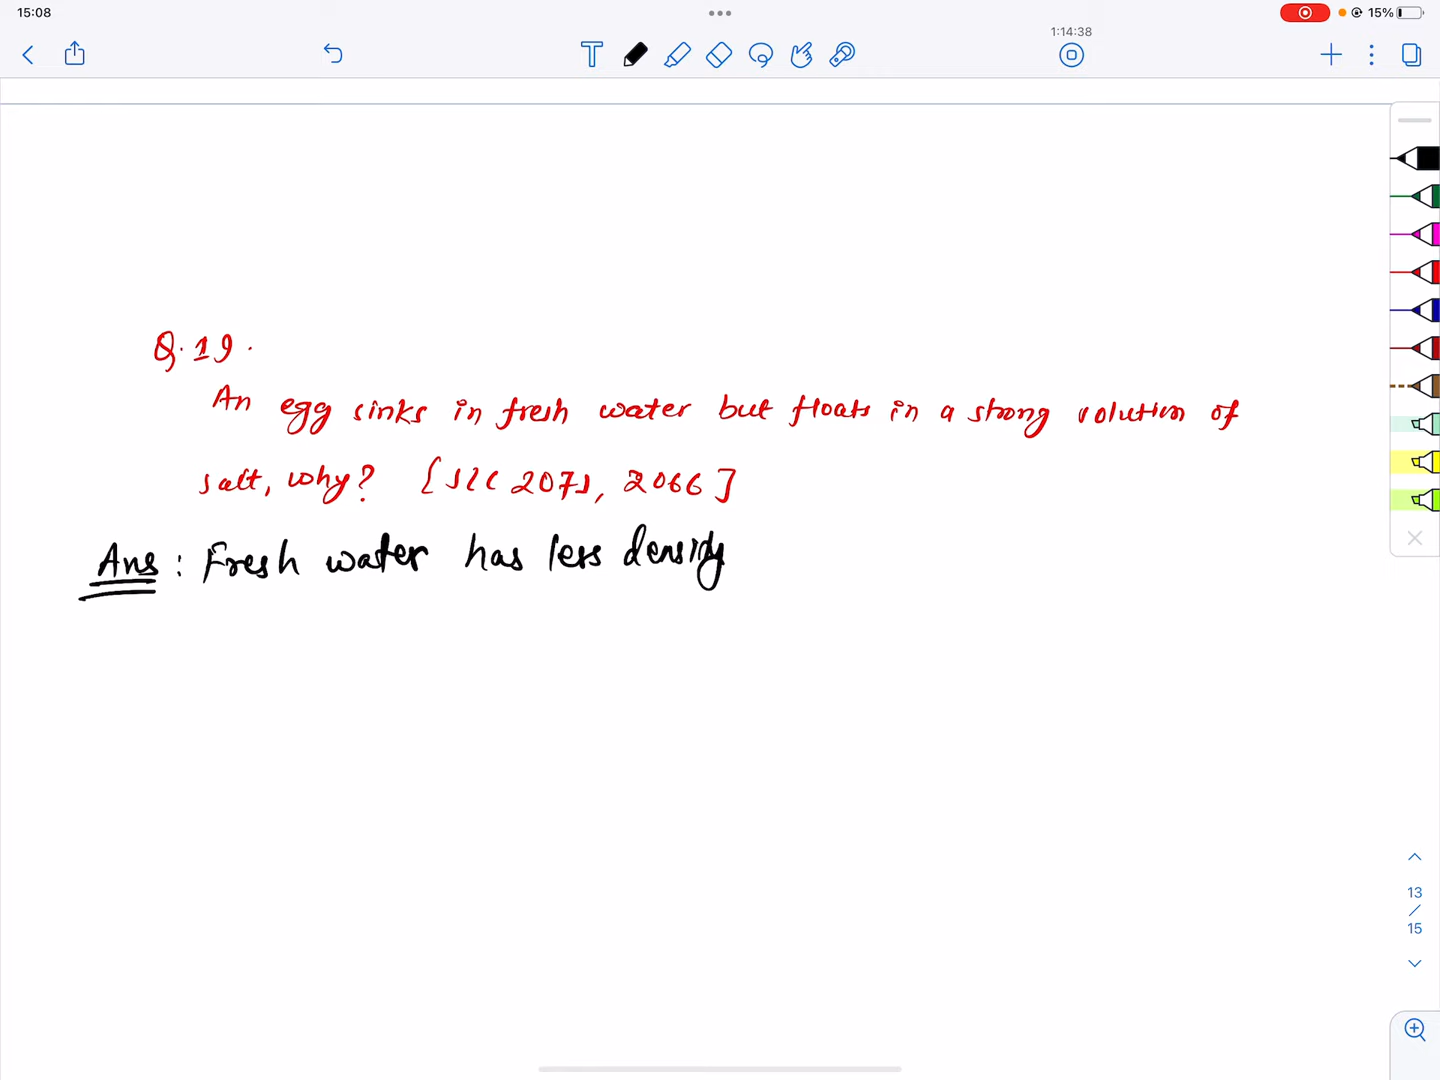 15:08
15%
1:14:38
T
Q.19.
An egg sinks in fresh water but floats in a strong solution of
salt, why? [SLC 2071, 2066]
Ans : Fresh water has less density
13
/
15